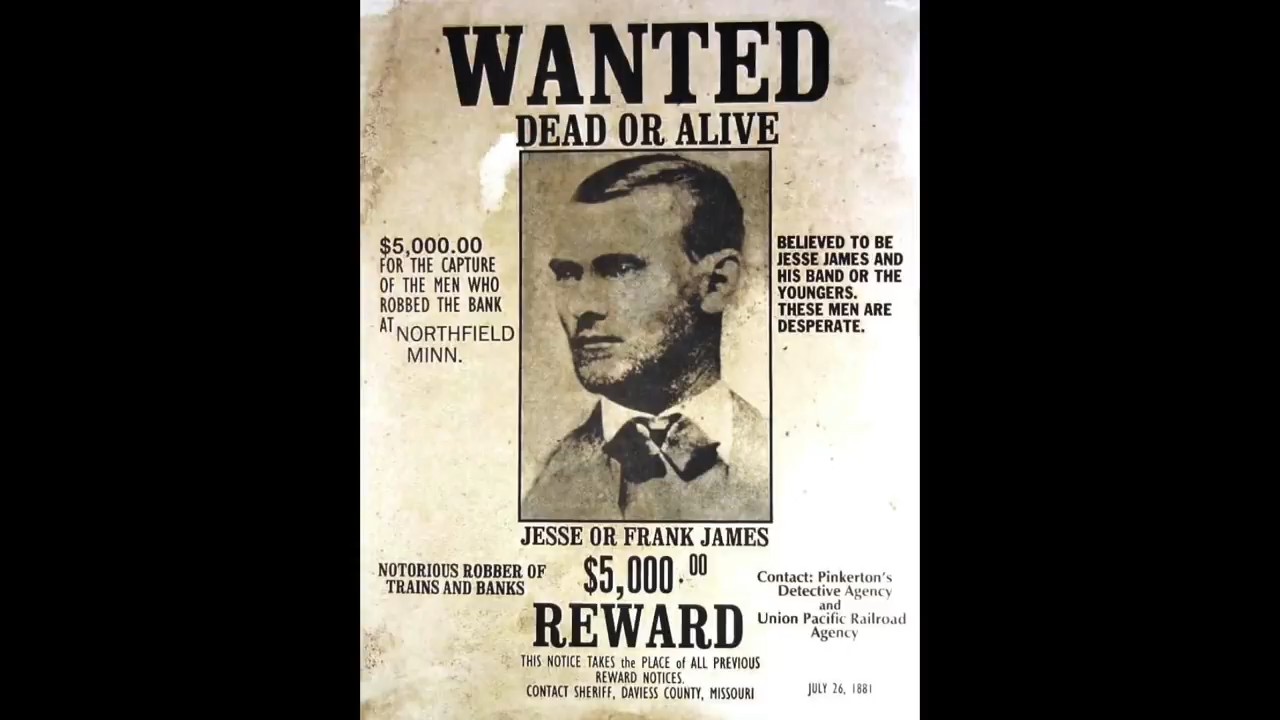 WANTED
DEAD OR ALIVE
$5,000.00
FOR THE CAPTURE
OF THE MEN WHO
ROBBED THE BANK
AT NORTHFIELD
MINN.
BELIEVED TO BE
JESSE JAMES AND
HIS BAND OR THE
YOUNGERS.
THESE MEN ARE
DESPERATE.
JESSE OR FRANK JAMES
NOTORIOUS ROBBER OF
TRAINS AND BANKS
$5,000.00
REWARD
THIS NOTICE TAKES the PLACE of ALL PREVIOUS
REWARD NOTICES.
CONTACT SHERIFF, DAVIESS COUNTY, MISSOURI
Contact: Pinkerton's
Detective Agency
and
Union Pacific Railroad
Agency
JULY 26, 1881